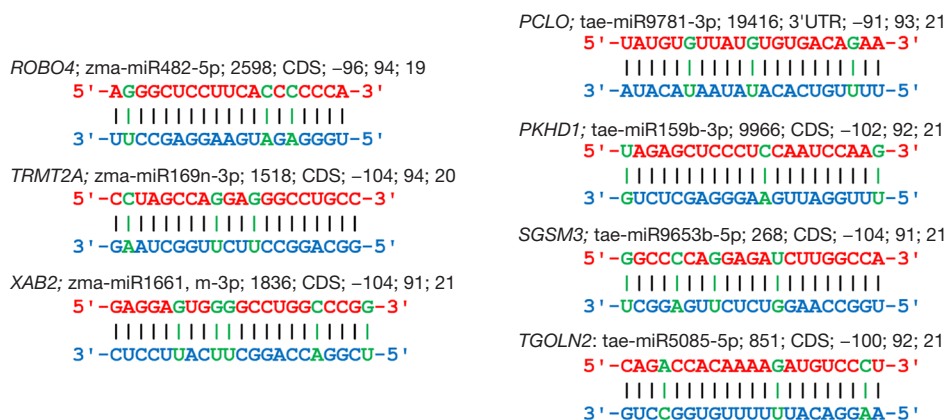 ROBO4; zma-miR482-5p; 2598; CDS; –96; 94; 19
5'-AGGGCUCCUUCACCCCCCA-3'
3'-UUCCGAGGAAGUAGAGGGU-5'
TRMT2A; zma-miR169n-3p; 1518; CDS; –104; 94; 20
5'-CCUAGCCAGGAGGGCCUGCC-3'
3'-GAAUCGGUUCUUCCGGACGG-5'
XAB2; zma-miR1661, m-3p; 1836; CDS; –104; 91; 21
5'-GAGGAGUGGGGCCUGGCCCGG-3'
3'-CUCCUUACUUCGGACCAGGCU-5'
PCLO; tae-miR9781-3p; 19416; 3'UTR; –91; 93; 21
5'-UAUGUGUUAUGUGUGACAGAA-3'
3'-AUACAUAAUAUACACUGUUUU-5'
PKHD1; tae-miR159b-3p; 9966; CDS; –102; 92; 21
5'-UAGAGCUCCCUCCAAUCCAAG-3'
3'-GUCUCGAGGGAAGUUAGGUUU-5'
SGSM3; tae-miR9653b-5p; 268; CDS; –104; 91; 21
5'-GGCCCCAGGAGAUCUUGGCCA-3'
3'-UCGGAGUUCUCUGGAACCGGU-5'
TGOLN2: tae-miR5085-5p; 851; CDS; –100; 92; 21
5'-CAGACCACAAAAGAUGUCCCU-3'
3'-GUCCGGUGUUUUUUACAGGAA-5'